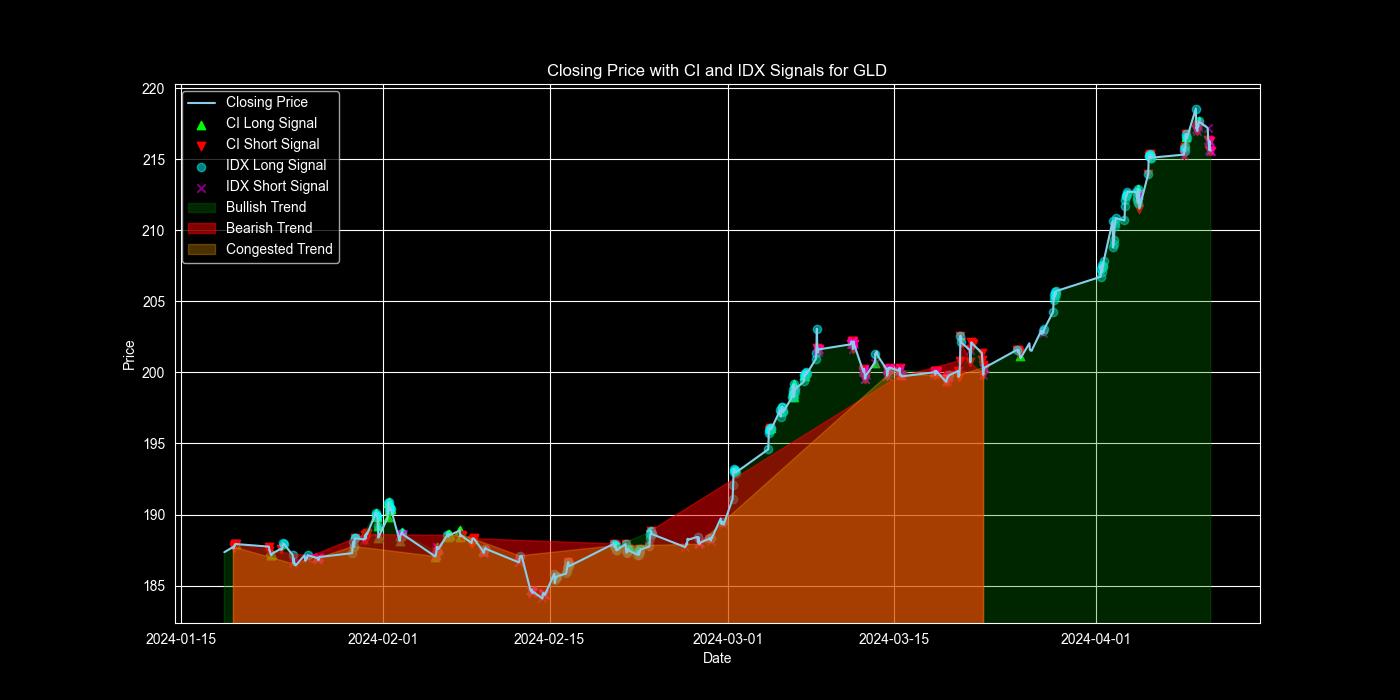 Closing Price with CI and IDX Signals for GLD
Closing Price
CI Long Signal
CI Short Signal
IDX Long Signal
IDX Short Signal
Bullish Trend
Bearish Trend
Congested Trend
Price
220
215
210
205
200
195
190
185
2024-01-15 2024-02-01 2024-02-15 2024-03-01 2024-03-15 2024-04-01
Date